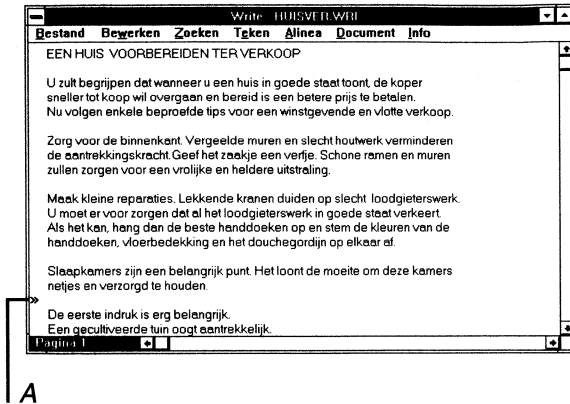 Write - HUISVER.WRI
Bestand Bewerken Zoeken Teken Alinea Document Info
EEN HUIS VOORBEREIDEN TER VERKOOP
U zult begrijpen dat wanneer u een huis in goede staat toont, de koper
sneller tot koop wil overgaan en bereid is een betere prijs te betalen.
Nu volgen enkele beproefde tips voor een winstgevende en vlotte verkoop.
Zorg voor de binnenkant. Vergeelde muren en slecht houtwerk verminderen
de aantrekkingskracht. Geef het zaakje een verfje. Schone ramen en muren
zullen zorgen voor een vrolijke en heldere uitstraling.
Maak kleine reparaties. Lekkende kranen duiden op slecht loodgieterswerk.
U moet er voor zorgen dat al het loodgieterswerk in goede staat verkeert.
Als het kan, hang dan de beste handdoeken op en stem de kleuren van de
handdoeken, vloerbedekking en het douchegordijn op elkaar af.
Slaapkamers zijn een belangrijk punt. Het loont de moeite om deze kamers
netjes en verzorgd te houden.
»
De eerste indruk is erg belangrijk.
Een gecultiveerde tuin oogt aantrekkelijk.
Pagina 1
A